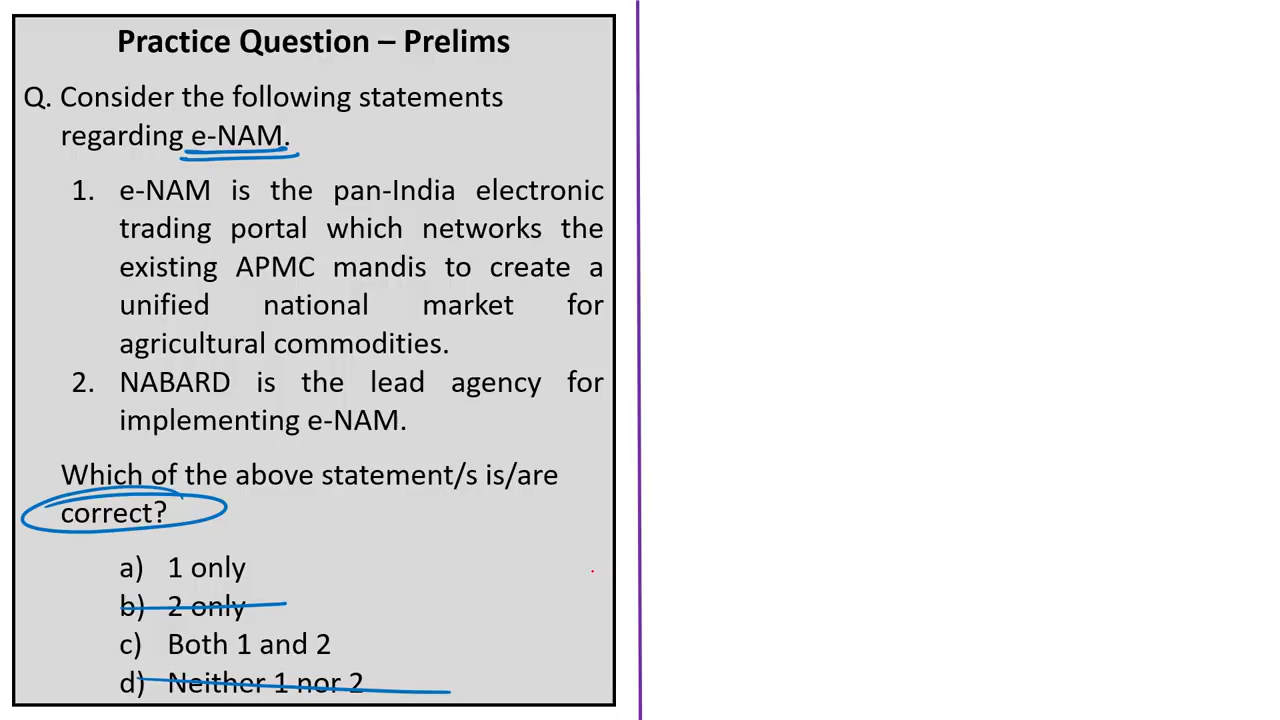 Practice Question – Prelims
Q. Consider the following statements
regarding e-NAM.
1. e-NAM is the pan-India electronic
trading portal which networks the
existing APMC mandis to create a
unified national market for
agricultural commodities.
2. NABARD is the lead agency for
implementing e-NAM.
Which of the above statement/s is/are
correct?
a) 1 only
b) 2 only
c) Both 1 and 2
d) Neither 1 nor 2